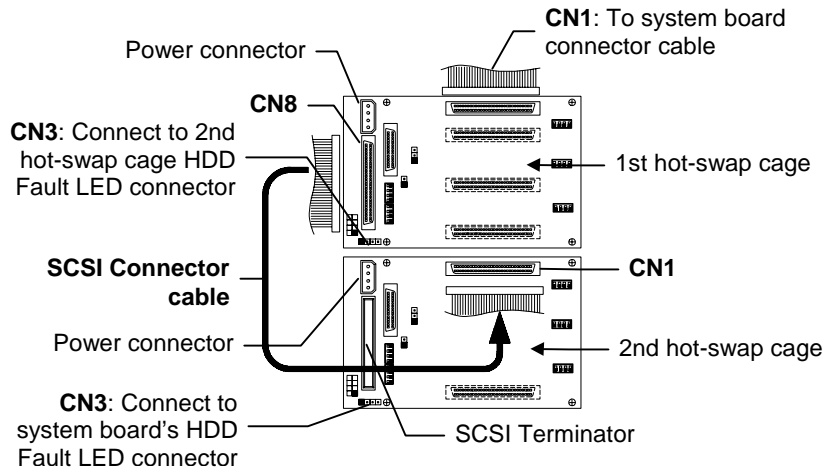 CN1: To system board
connector cable
Power connector
CN8
CN3: Connect to 2nd
hot-swap cage HDD
Fault LED connector
1st hot-swap cage
SCSI Connector
cable
CN1
Power connector
2nd hot-swap cage
CN3: Connect to
system board's HDD
Fault LED connector
SCSI Terminator